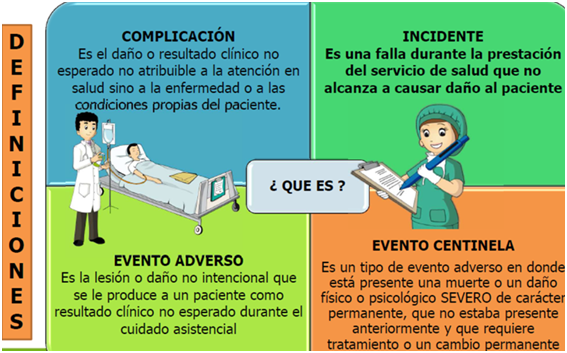 DEFINICIONES
COMPLICACIÓN
Es el daño o resultado clínico no
esperado no atribuible a la atención en
salud sino a la enfermedad o a las
condiciones propias del paciente.
INCIDENTE
Es una falla durante la prestación
del servicio de salud que no
alcanza a causar daño al paciente
¿ QUE ES ?
EVENTO ADVERSO
Es la lesión o daño no intencional que
se le produce a un paciente como
resultado clínico no esperado durante el
cuidado asistencial
EVENTO CENTINELA
Es un tipo de evento adverso en donde
está presente una muerte o un daño
físico o psicológico SEVERO de carácter
permanente, que no estaba presente
anteriormente y que requiere
tratamiento o un cambio permanente